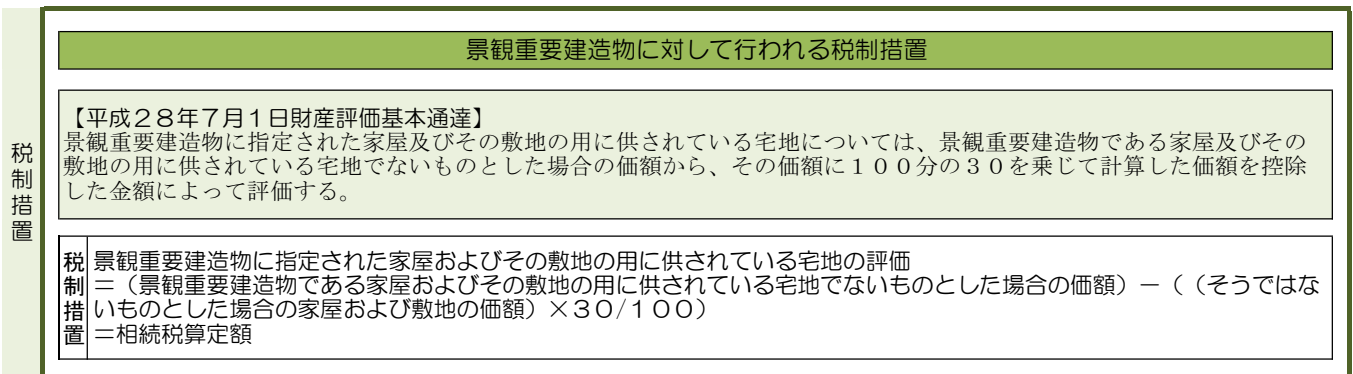 税制措置
景観重要建造物に対して行われる税制措置
【平成２８年７月１日財産評価基本通達】
景観重要建造物に指定された家屋及びその敷地の用に供されている宅地については、景観重要建造物である家屋及びその
敷地の用に供されている宅地でないものとした場合の価額から、その価額に１００分の３０を乗じて計算した価額を控除
した金額によって評価する。
税制措置
景観重要建造物に指定された家屋およびその敷地の用に供されている宅地の評価
＝（景観重要建造物である家屋およびその敷地の用に供されている宅地でないものとした場合の価額）－（（そうではな
いものとした場合の家屋および敷地の価額）×３０/１００）
＝相続税算定額